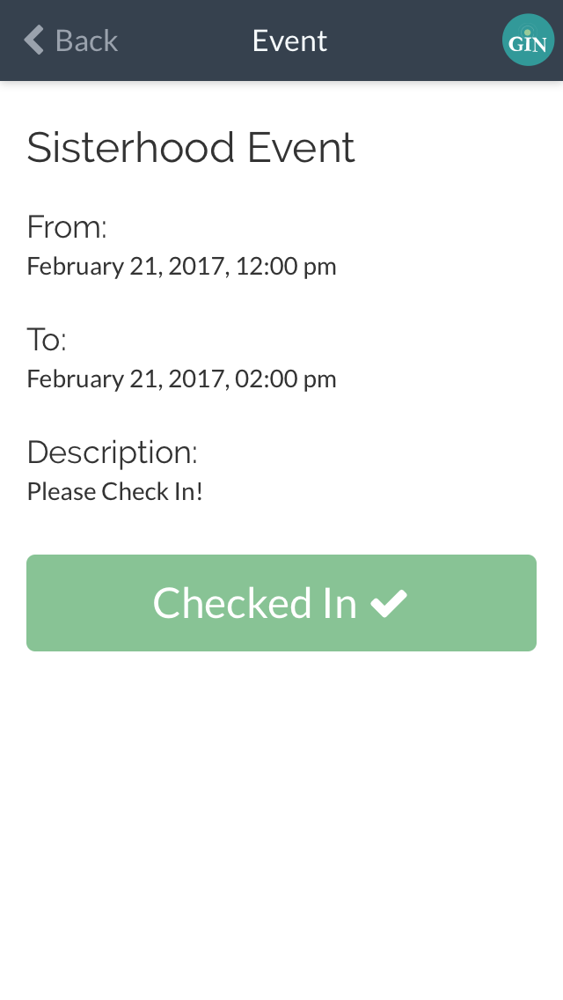 Back
Event
GIN
Sisterhood Event
From:
February 21, 2017, 12:00 pm
To:
February 21, 2017, 02:00 pm
Description:
Please Check In!
Checked In